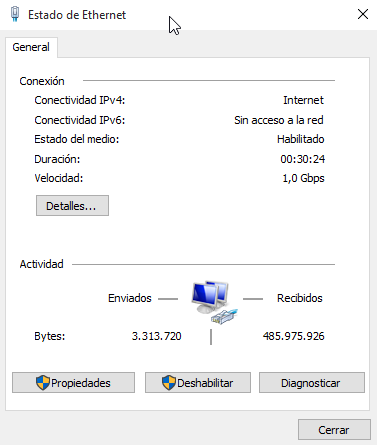 Estado de Ethernet
General
Conexión
Conectividad IPv4: Internet
Conectividad IPv6: Sin acceso a la red
Estado del medio: Habilitado
Duración: 00:30:24
Velocidad: 1,0 Gbps
Detalles...
Actividad
Enviados Recibidos
Bytes: 3.313.720 485.975.926
Propiedades Deshabilitar Diagnosticar
Cerrar